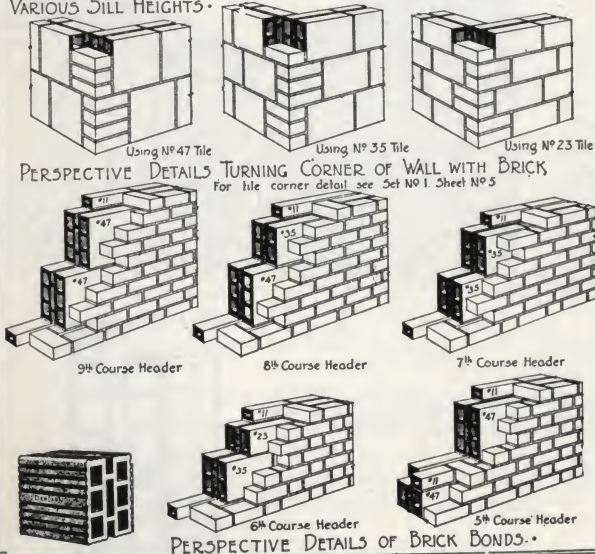 VARIOUS SILL HEIGHTS.
Using Nº 47 Tile
Using Nº 35 Tile
Using Nº 23 Tile
PERSPECTIVE DETAILS TURNING CORNER OF WALL WITH BRICK
For tile corner detail see Set Nº 1. Sheet Nº 5
#11
#47
#47
9th Course Header
#11
#35
#47
8th Course Header
#11
#35
#35
7th Course Header
#11
#23
#35
6th Course Header
#47
#11
#47
5th Course Header
PERSPECTIVE DETAILS OF BRICK BONDS.